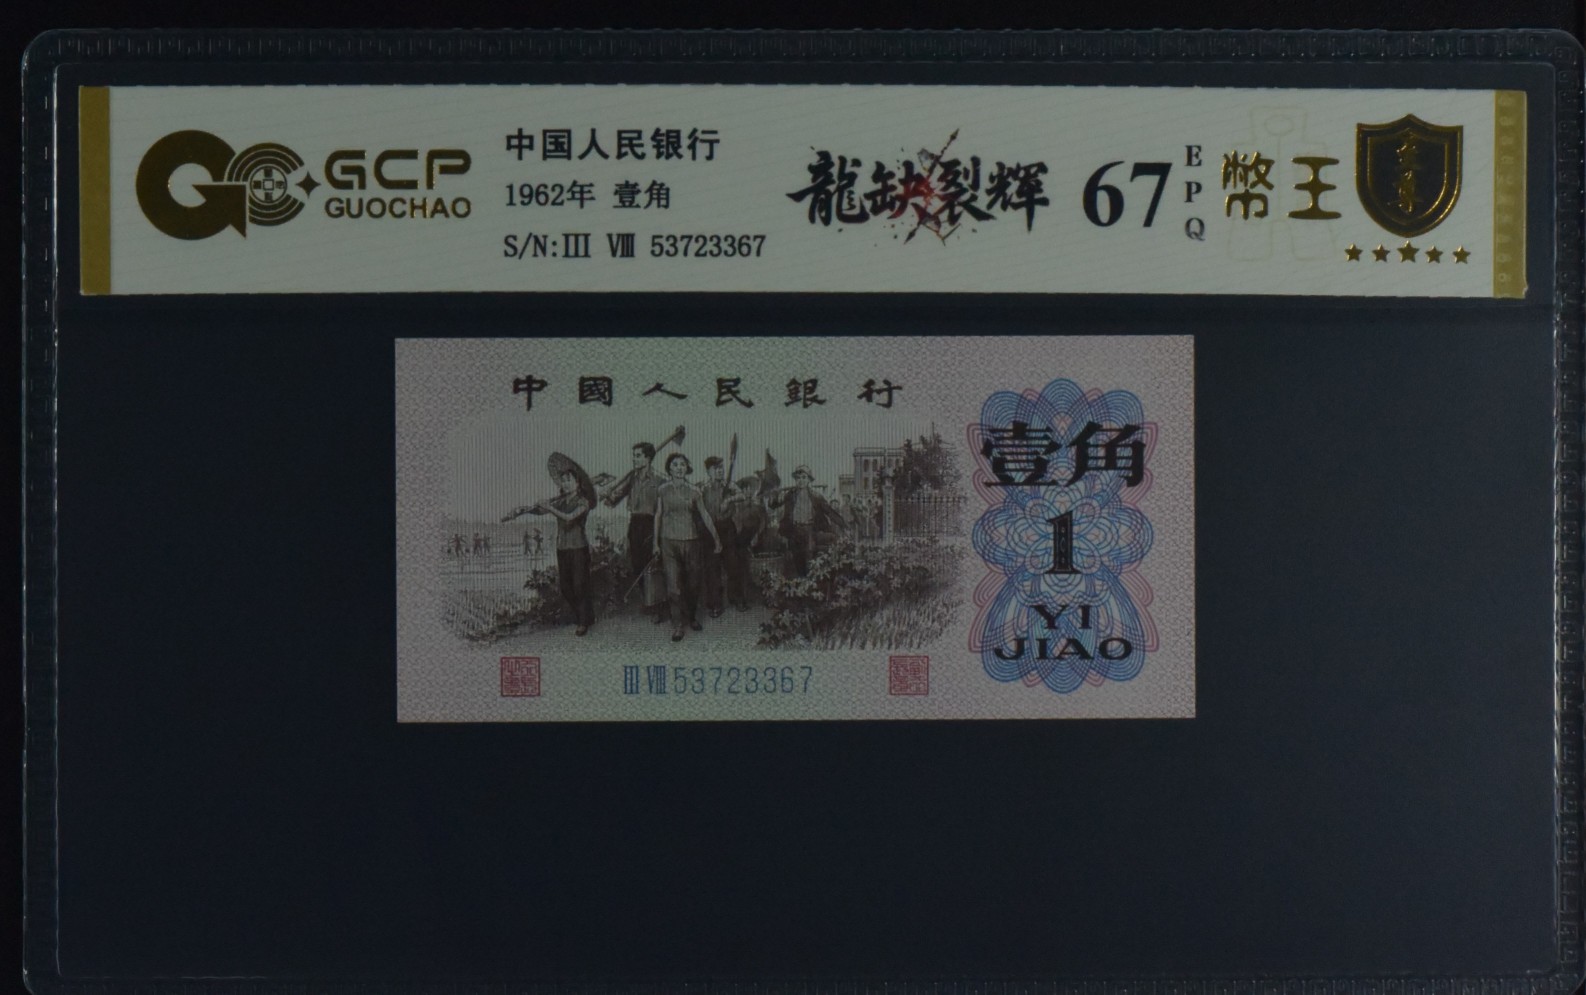 GCP
GUOCHAO
中国人民银行
1962年 壹角
S/N:III VIII 53723367
龍缺裂輝
67
EPQ
幣王
中國人民銀行
壹角
1
YI
JIAO
III VIII 53723367